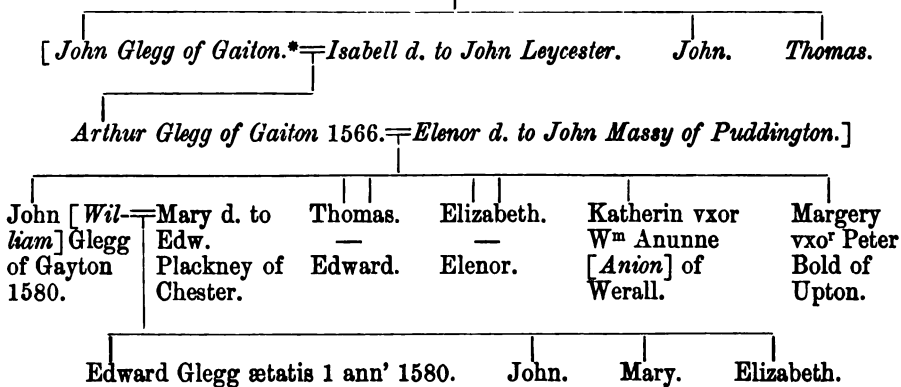 [John Glegg of Gaiton.*=Isabell d. to John Leycester. John. Thomas.
Arthur Glegg of Gaiton 1566.=Elenor d. to John Massy of Puddington.]
John [Wil-=Mary d. to Thomas. Elizabeth. Katherin vxor Margery
liam] Glegg Edw. — — Wm Anunne vxor Peter
of Gayton Plackney of Edward. Elenor. [Anion] of Bold of
1580. Chester. Werall. Upton.
Edward Glegg ætatis 1 ann' 1580. John. Mary. Elizabeth.